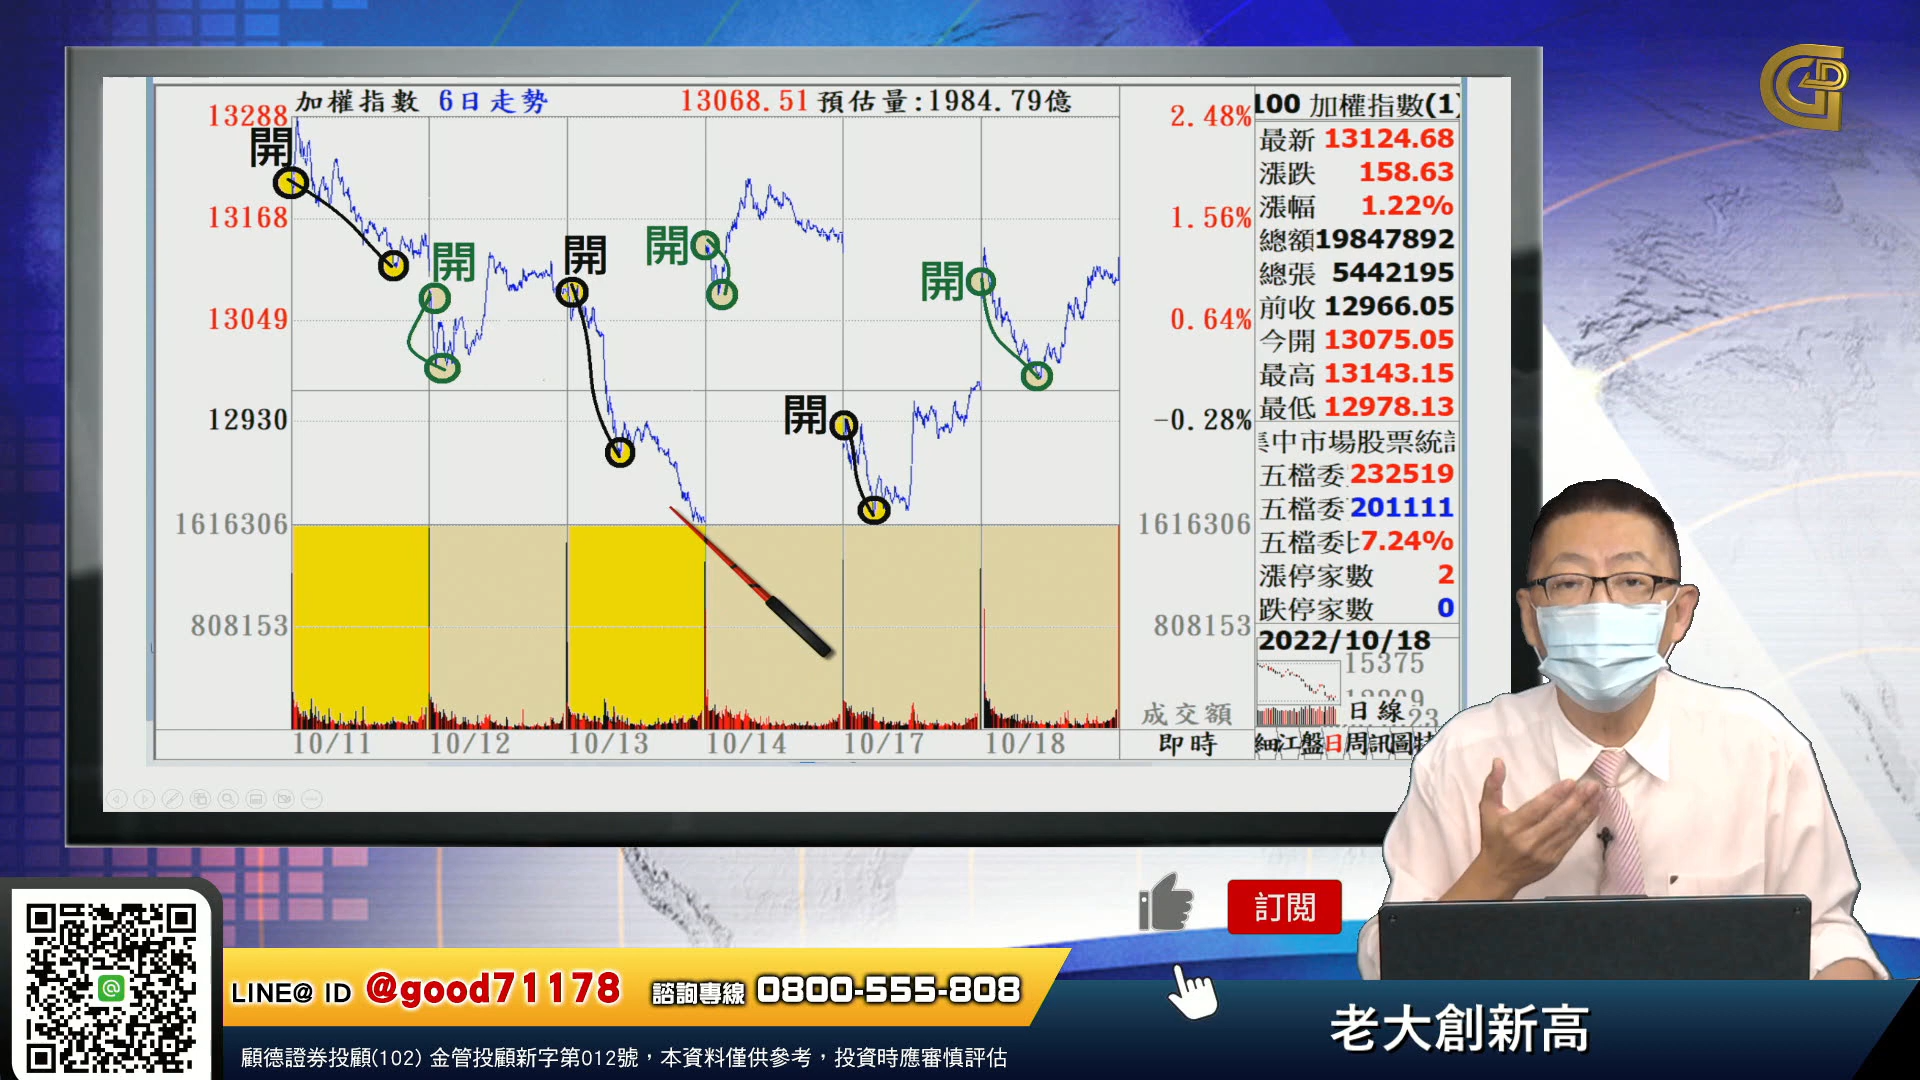 加權指數 6日走勢 13068.51 預估量:1984.79億
13288
13168
13049
12930
1616306
808153
開
開
開
開
開
開
10/11 10/12 10/13 10/14 10/17 10/18
2.48%
1.56%
0.64%
-0.28%
1616306
808153
成交額
即時
100 加權指數(1)
最新 13124.68
漲跌 158.63
漲幅 1.22%
總額 19847892
總張 5442195
前收 12966.05
今開 13075.05
最高 13143.15
最低 12978.13
集中市場股票統計
五檔委 232519
五檔委 201111
五檔委比 7.24%
漲停家數 2
跌停家數 0
2022/10/18
15375
日線
訂閱
LINE@ ID @good71178 諮詢專線 0800-555-808
顧德證券投顧(102) 金管投顧新字第012號，本資料僅供參考，投資時應審慎評估
老大創新高